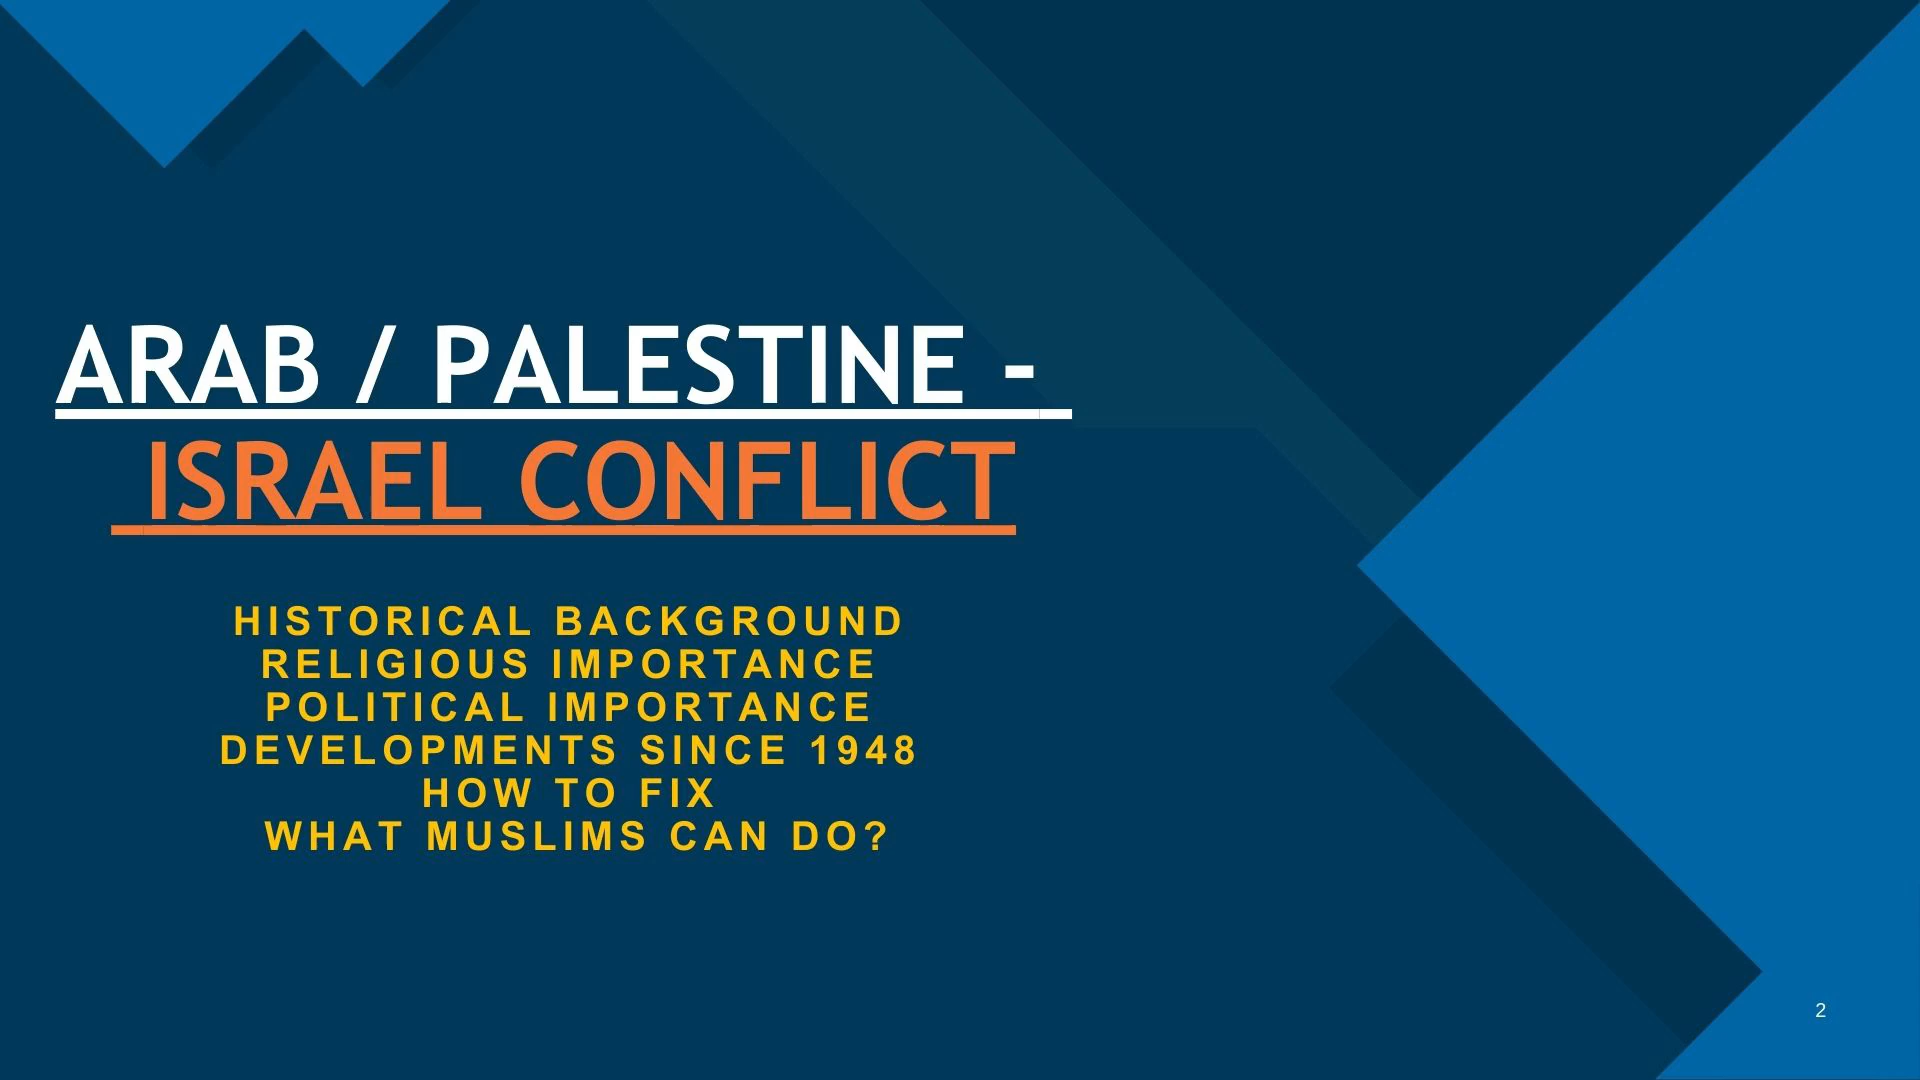 ARAB / PALESTINE -
ISRAEL CONFLICT
HISTORICAL BACKGROUND
RELIGIOUS IMPORTANCE
POLITICAL IMPORTANCE
DEVELOPMENTS SINCE 1948
HOW TO FIX
WHAT MUSLIMS CAN DO?
2